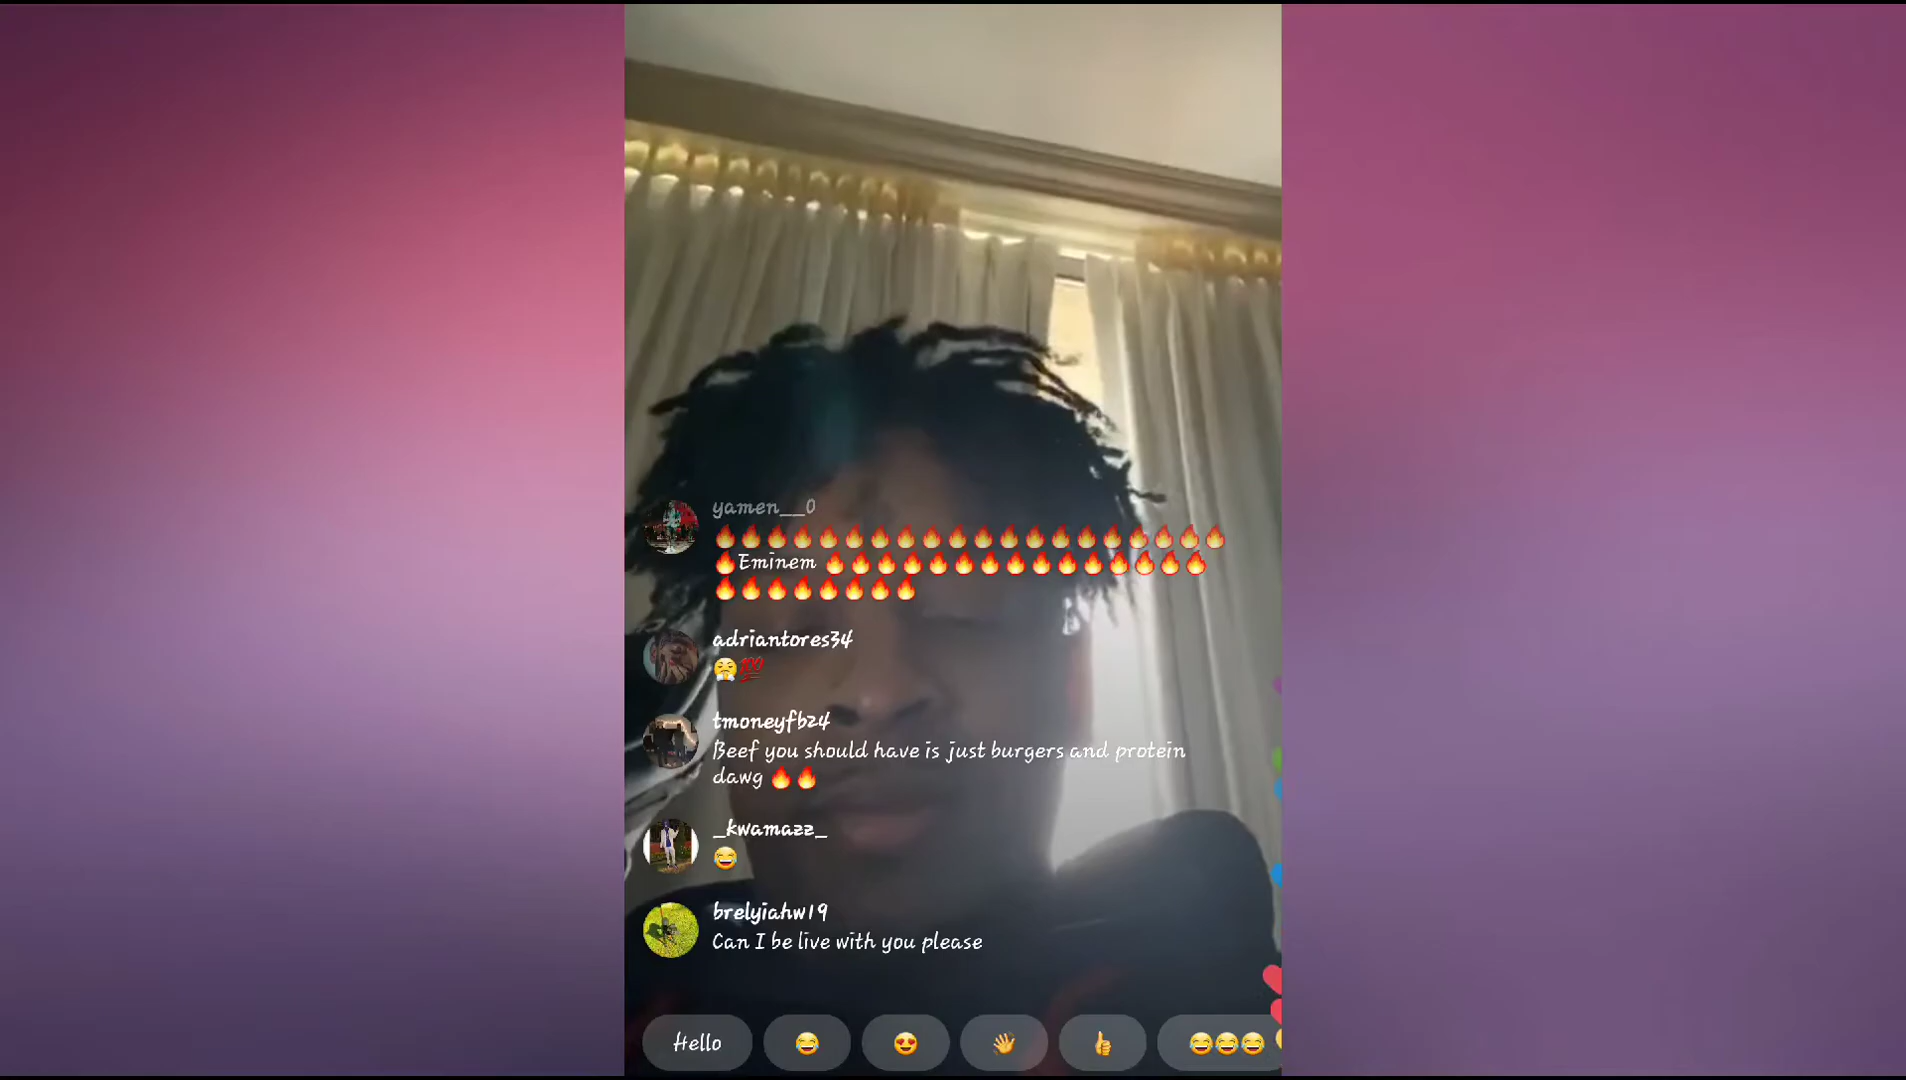 yamen__0
🔥🔥🔥🔥🔥🔥🔥🔥🔥🔥🔥🔥🔥🔥🔥🔥🔥🔥🔥🔥
🔥Eminem 🔥🔥🔥🔥🔥🔥🔥🔥🔥🔥🔥🔥🔥🔥🔥
🔥🔥🔥🔥🔥🔥🔥🔥
adriantores34
😤💯
tmoneyfb24
Beef you should have is just burgers and protein
dawg 🔥🔥
_kwamazz_
😂
brelyiahw19
Can I be live with you please
Hello 😂 😍 👋 👍 😂😂😂